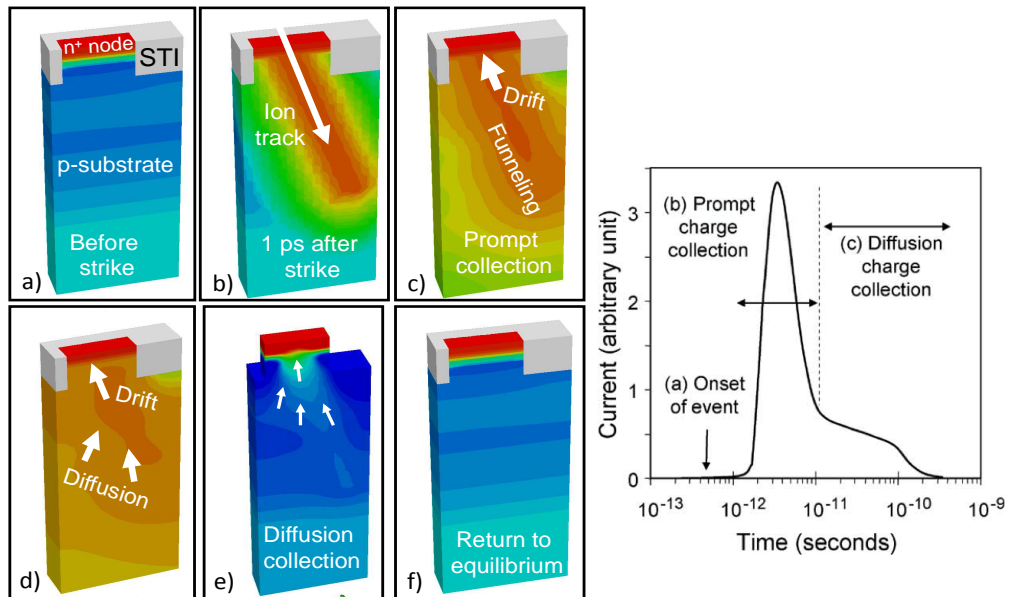 n+ node
STI
p-substrate
Before
strike
a)
Ion
track
1 ps after
strike
b)
Drift
Funneling
Prompt
collection
c)
Drift
Diffusion
d)
Diffusion
collection
e)
Return to
equilibrium
f)
Current (arbitrary unit)
3
2
1
0
(b) Prompt
charge
collection
(c) Diffusion
charge
collection
(a) Onset
of event
10-13
10-12
10-11
10-10
10-9
Time (seconds)